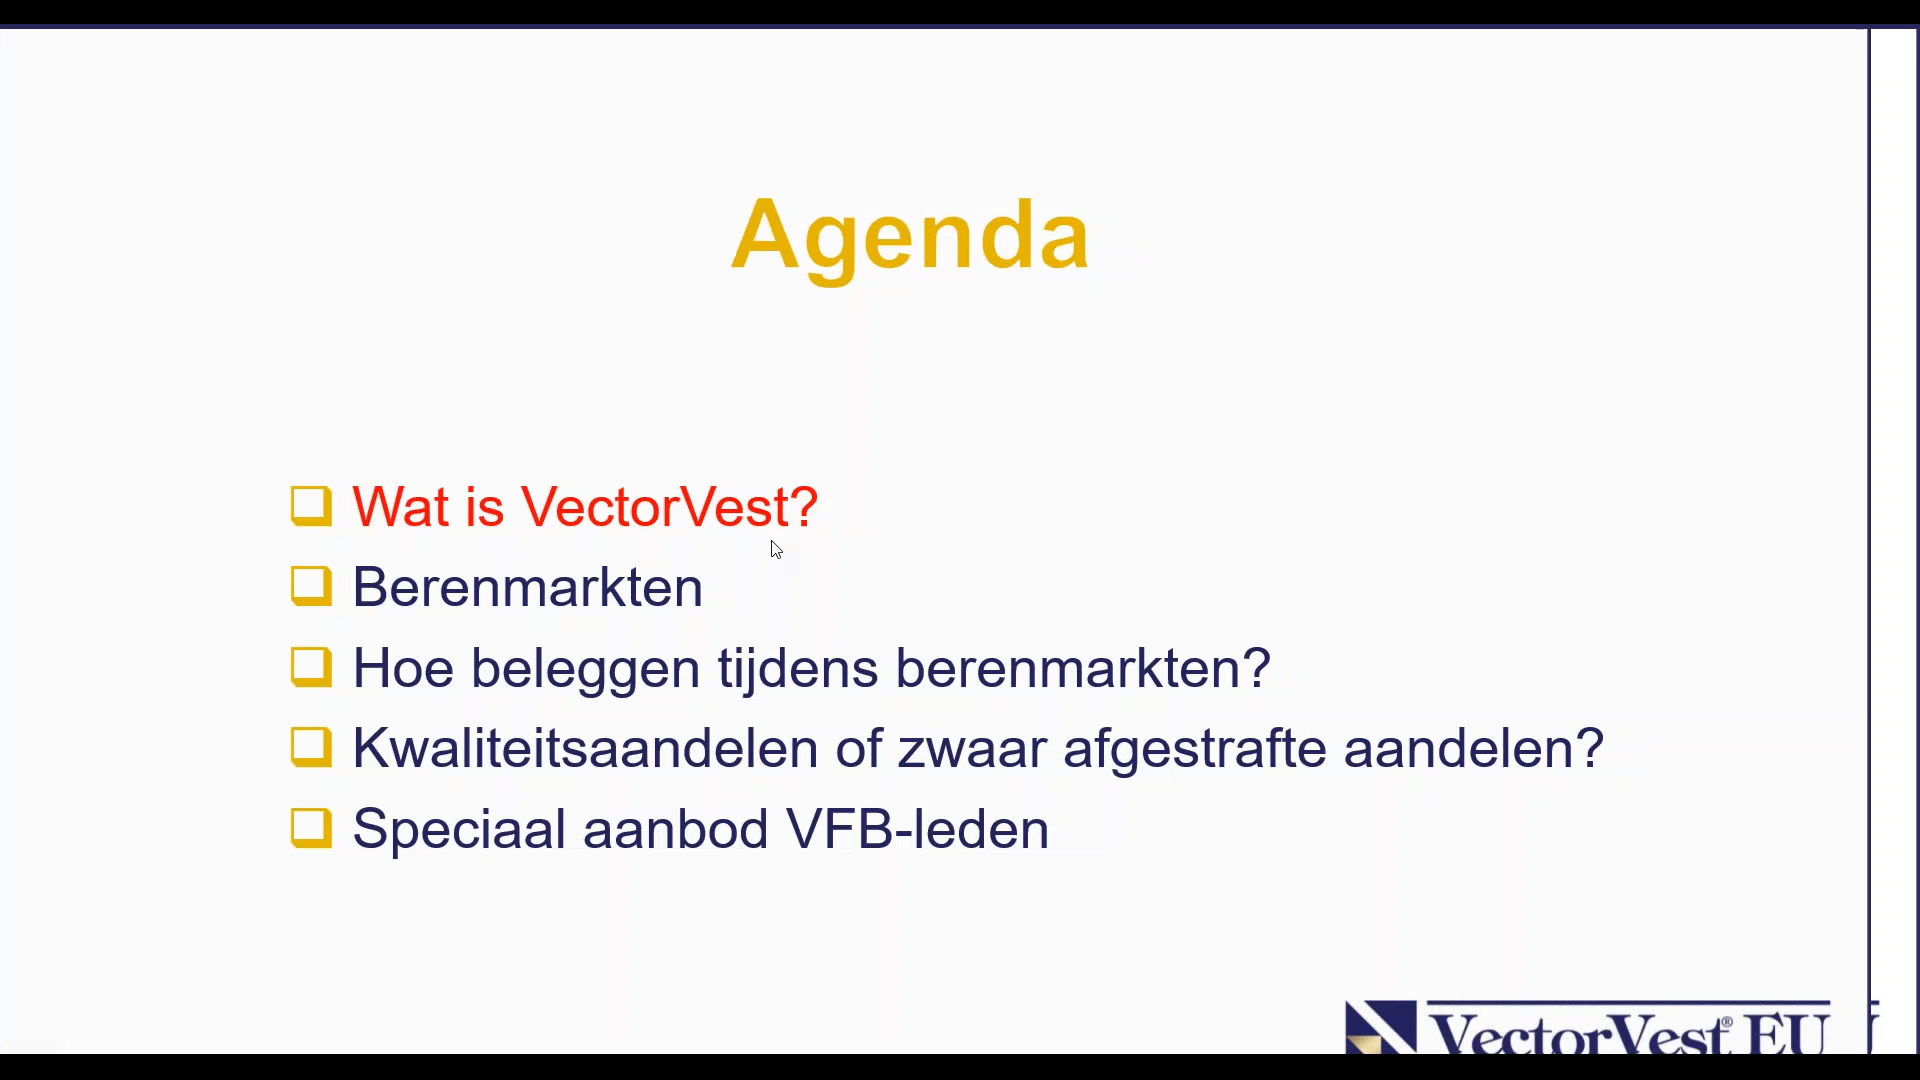 Agenda
Wat is VectorVest?
Berenmarkten
Hoe beleggen tijdens berenmarkten?
Kwaliteitsaandelen of zwaar afgestrafte aandelen?
Speciaal aanbod VFB-leden
VectorVest® EU